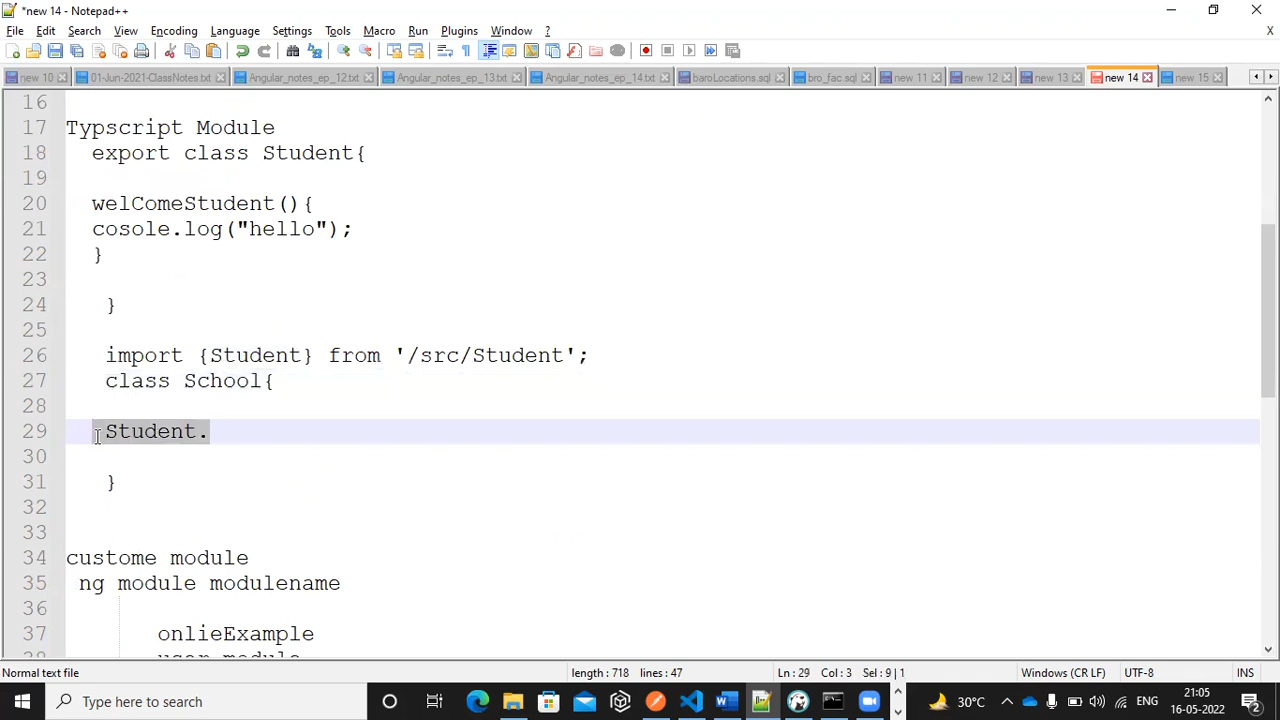 *new 14 - Notepad++
File Edit Search View Encoding Language Settings Tools Macro Run Plugins Window ?
X
new 10 01-Jun-2021-ClassNotes.txt Angular_notes_ep_12.txt Angular_notes_ep_13.txt Angular_notes_ep_14.txt baseLocations.sql bro_fac.sql new 11 new 12 new 13 new 14 new 15
16
17 Typscript Module
18 export class Student{
19
20 welComeStudent(){
21 cosole.log("hello");
22 }
23
24 }
25
26 import {Student} from '/src/Student';
27 class School{
28
29 Student.
30
31 }
32
33
34 custome module
35 ng module modulename
36
37 onlieExample
user module
Normal text file length : 718 lines : 47 Ln : 29 Col : 3 Sel : 9 | 1 Windows (CR LF) UTF-8 INS
Type here to search 30°C ENG 21:05 16-05-2022 2